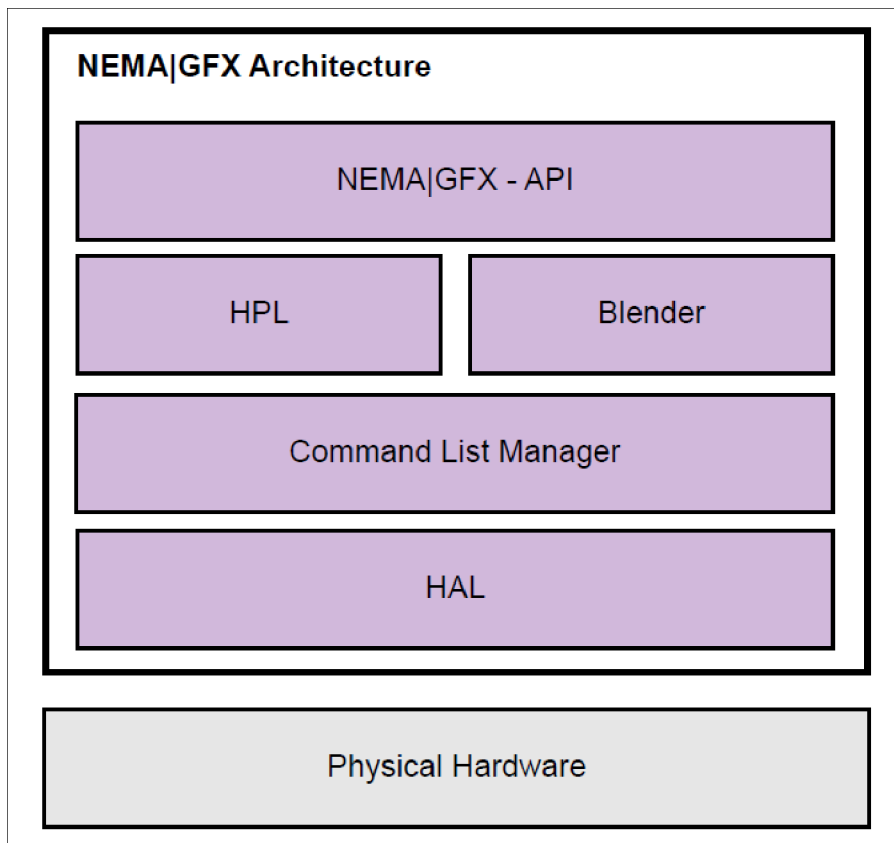 NEMA|GFX Architecture
NEMA|GFX - API
HPL
Blender
Command List Manager
HAL
Physical Hardware